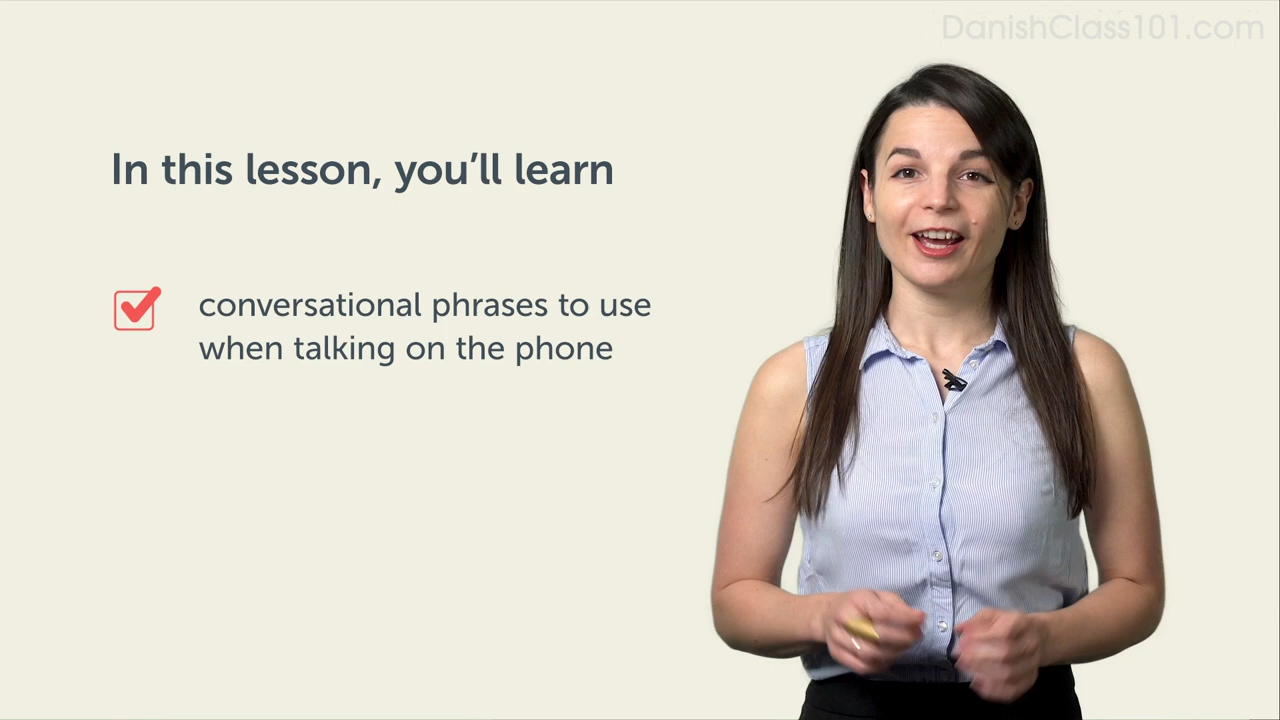 DanishClass101.com
In this lesson, you'll learn
conversational phrases to use
when talking on the phone